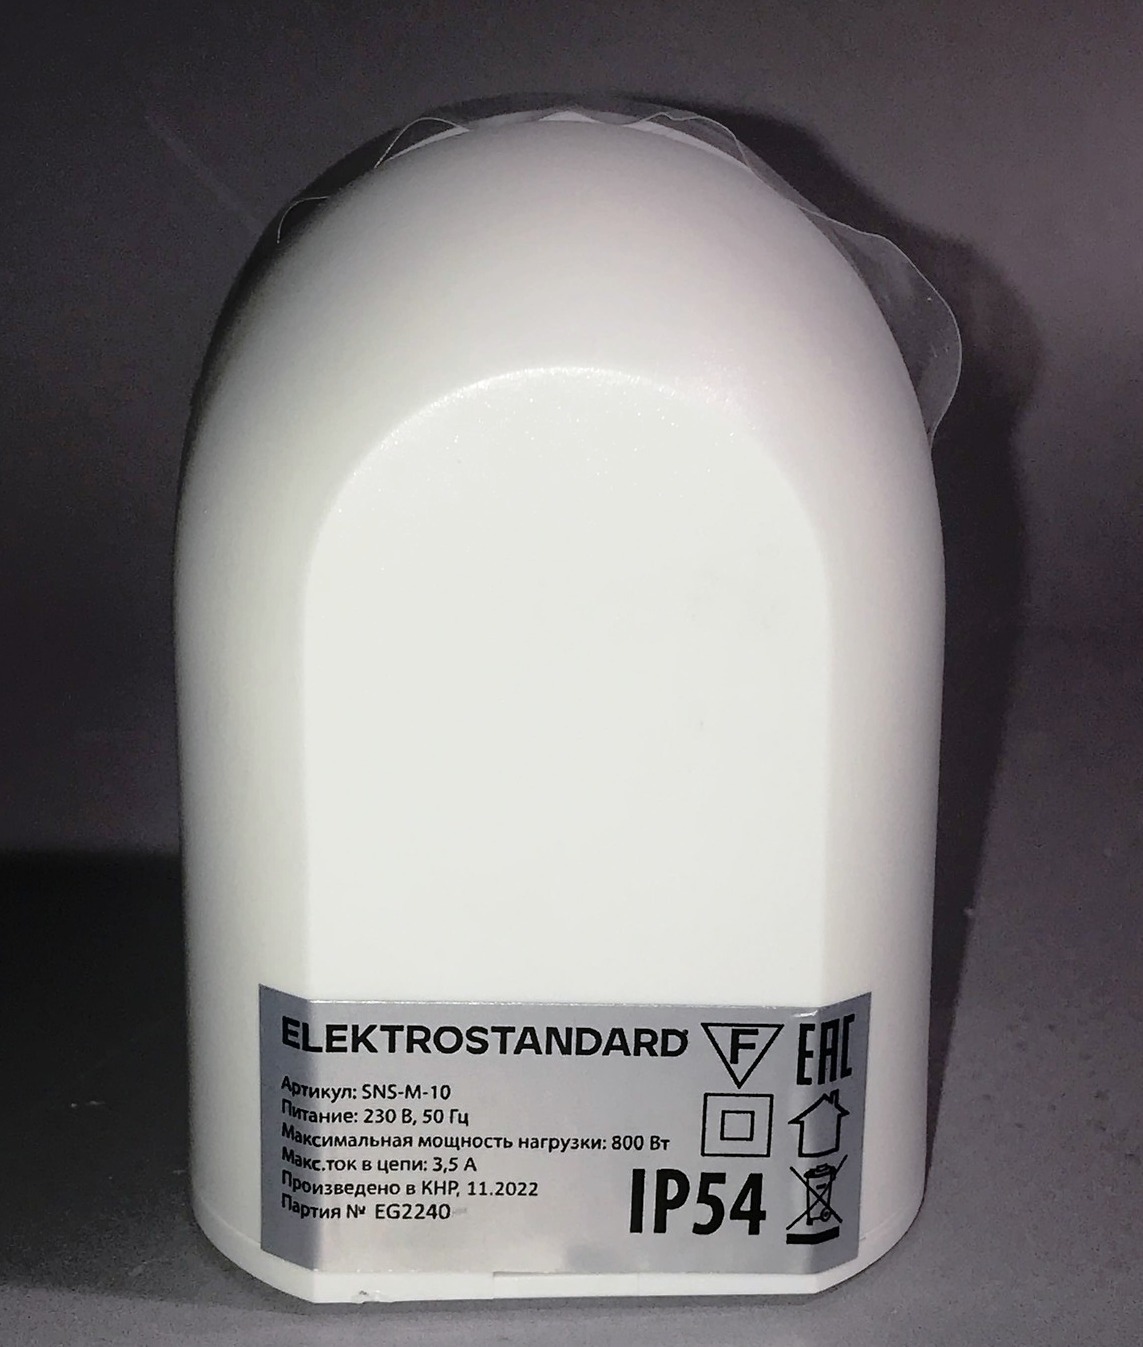 ELEKTROSTANDARD
F
EAC
Артикул: SNS-M-10
Питание: 230 В, 50 Гц
Максимальная мощность нагрузки: 800 Вт
Макс.ток в цепи: 3,5 А
Произведено в КНР, 11.2022
Партия № EG2240
IP54